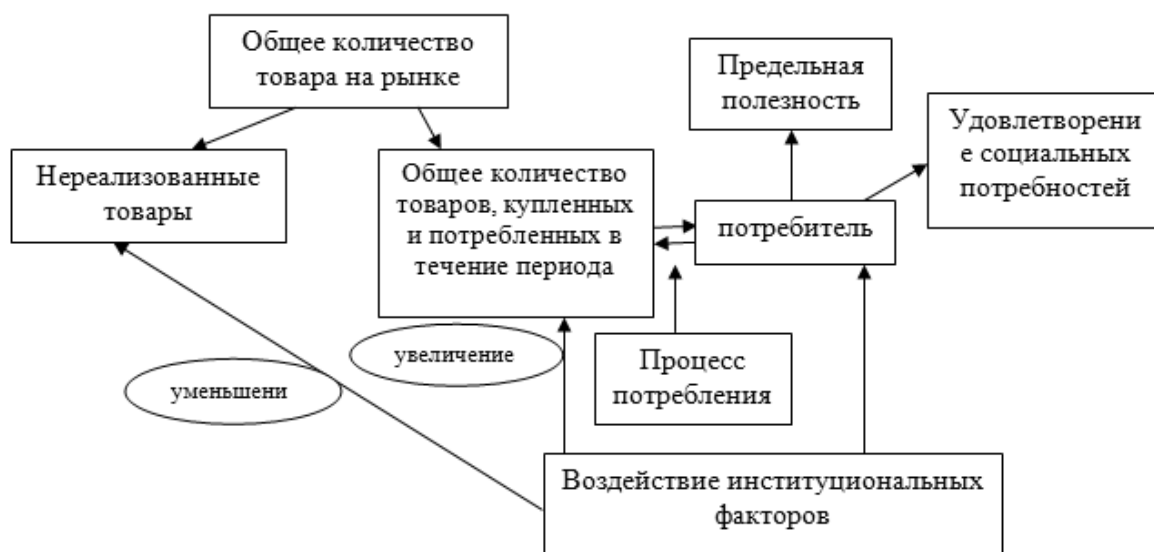 Общее количество
товара на рынке
Предельная
полезность
Удовлетворени
е социальных
потребностей
Нереализованные
товары
Общее количество
товаров, купленных
и потребленных в
течение периода
потребитель
увеличение
Процесс
потребления
уменьшени
Воздействие институциональных
факторов